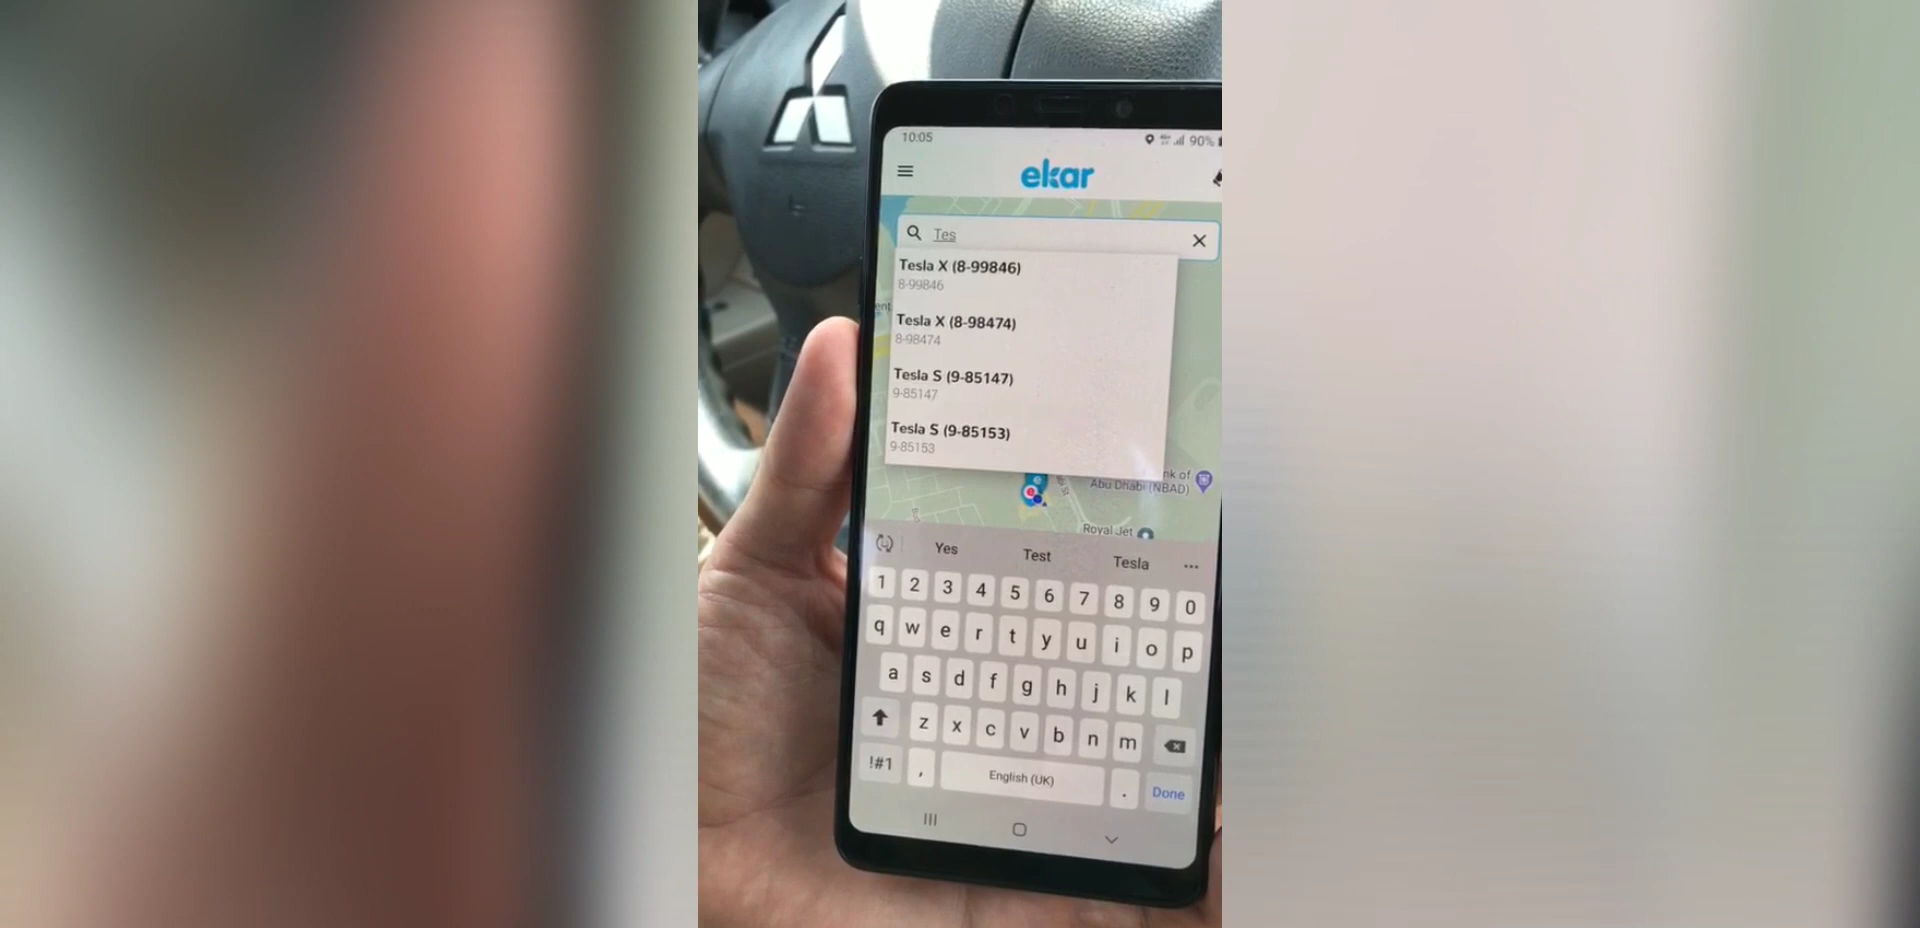 10:05
90%
ekar
Tes
Tesla X (8-99846)
8-99846
Tesla X (8-98474)
8-98474
Tesla S (9-85147)
9-85147
Tesla S (9-85153)
9-85153
nk of
Abu Dhabi (NBAD)
Royal Jet
Yes Test Tesla
1 2 3 4 5 6 7 8 9 0
q w e r t y u i o p
a s d f g h j k l
z x c v b n m
!#1 , English (UK) . Done